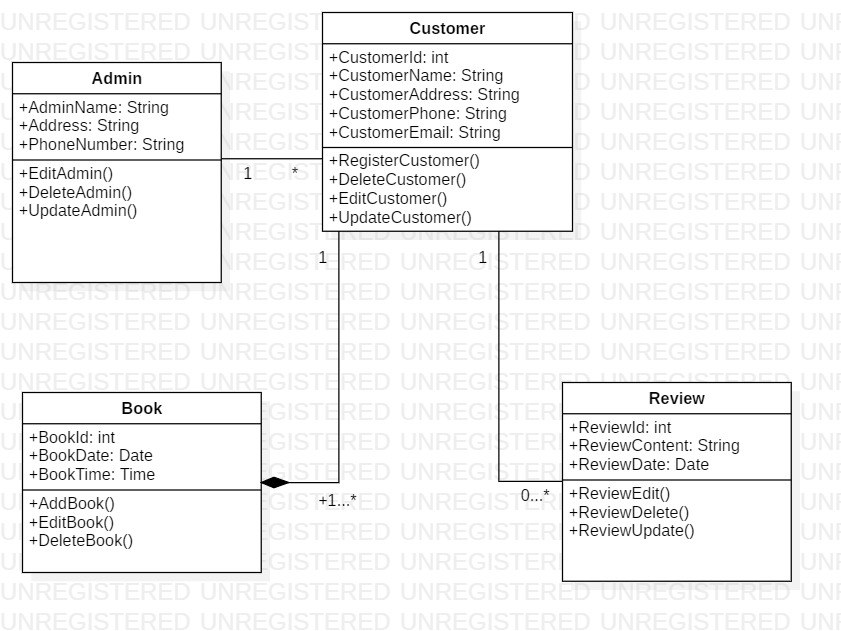 Admin
+AdminName: String
+Address: String
+PhoneNumber: String
+EditAdmin()
+DeleteAdmin()
+UpdateAdmin()
Customer
+CustomerId: int
+CustomerName: String
+CustomerAddress: String
+CustomerPhone: String
+CustomerEmail: String
+RegisterCustomer()
+DeleteCustomer()
+EditCustomer()
+UpdateCustomer()
1
*
1
1
Book
+BookId: int
+BookDate: Date
+BookTime: Time
+AddBook()
+EditBook()
+DeleteBook()
+1...*
0...*
Review
+ReviewId: int
+ReviewContent: String
+ReviewDate: Date
+ReviewEdit()
+ReviewDelete()
+ReviewUpdate()
UNREGISTERED